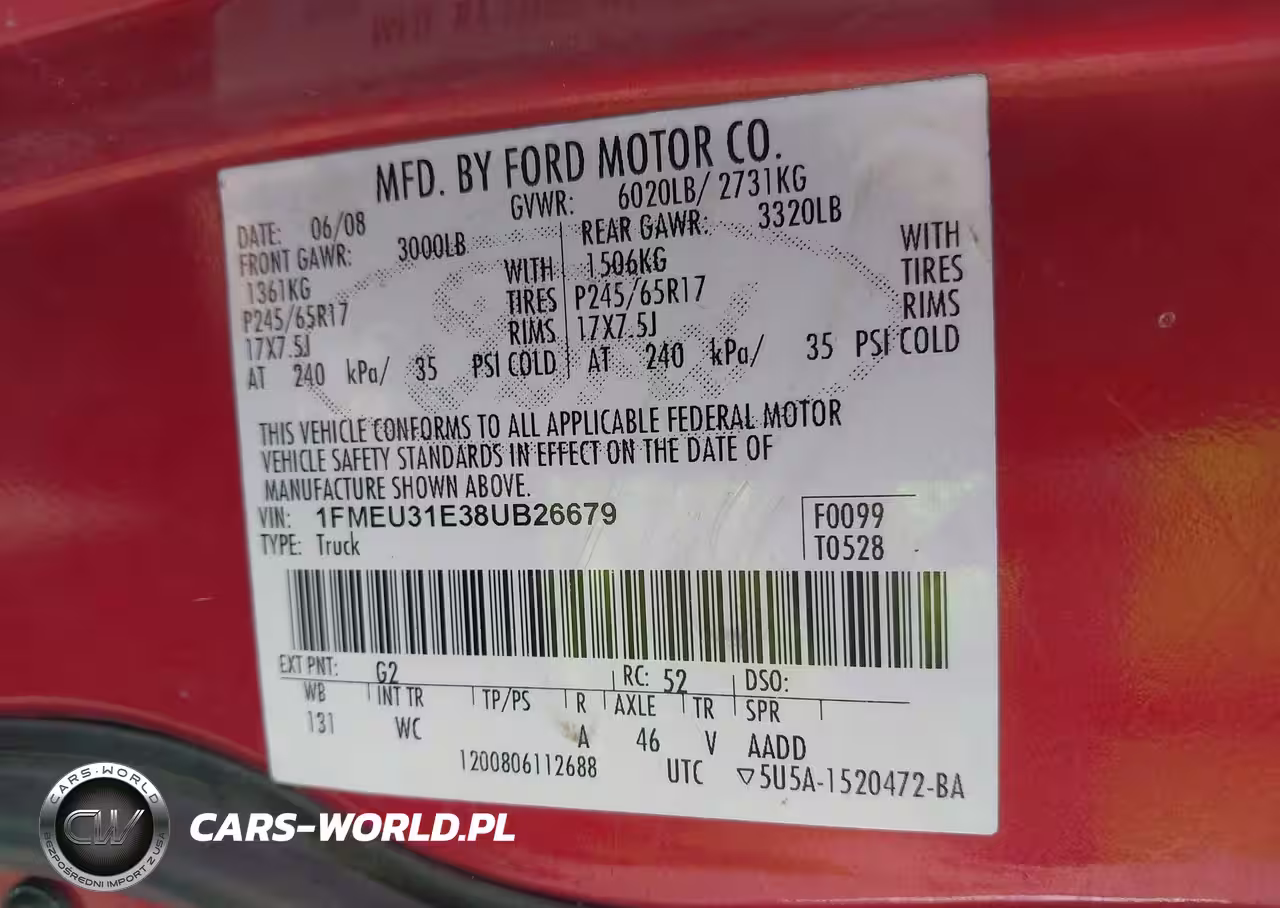 MFD. BY FORD MOTOR CO.
DATE: 06/08 GVWR: 6020LB/ 2731KG
FRONT GAWR: 3000LB REAR GAWR: 3320LB
1361KG WITH 1506KG WITH
P245/65R17 TIRES P245/65R17 TIRES
17X7.5J RIMS 17X7.5J RIMS
AT 240 kPa/ 35 PSI COLD AT 240 kPa/ 35 PSI COLD
THIS VEHICLE CONFORMS TO ALL APPLICABLE FEDERAL MOTOR
VEHICLE SAFETY STANDARDS IN EFFECT ON THE DATE OF
MANUFACTURE SHOWN ABOVE.
VIN: 1FMEU31E38UB26679 F0099
TYPE: Truck T0528
EXT PNT: G2 RC: 52 DSO:
WB INT TR TP/PS R AXLE TR SPR
131 WC A 46 V AADD
1200806112688 UTC ▽5U5A-1520472-BA
CARS-WORLD
CW
BEZPOŚREDNI IMPORT Z USA
CARS-WORLD.PL